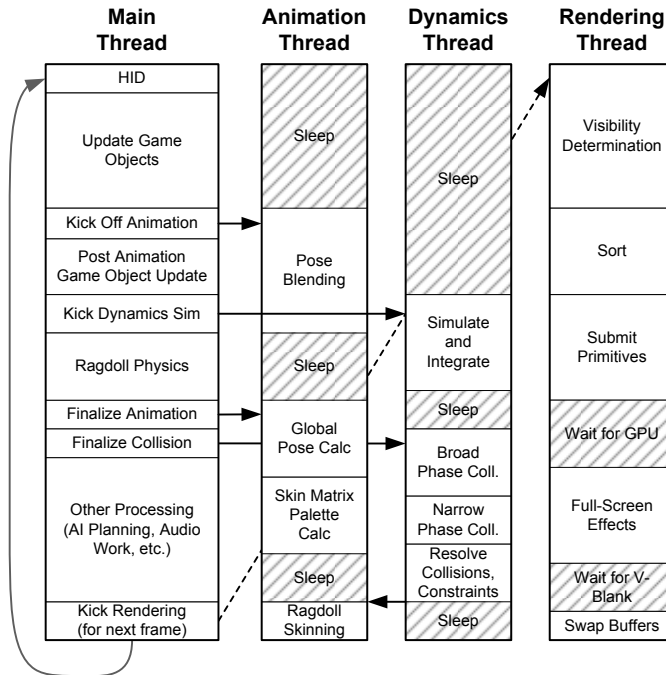 Main
Thread
HID
Update Game
Objects
Kick Off Animation
Post Animation
Game Object Update
Kick Dynamics Sim
Ragdoll Physics
Finalize Animation
Finalize Collision
Other Processing
(AI Planning, Audio
Work, etc.)
Kick Rendering
(for next frame)
Animation
Thread
Sleep
Pose
Blending
Sleep
Global
Pose Calc
Skin Matrix
Palette
Calc
Sleep
Ragdoll
Skinning
Dynamics
Thread
Sleep
Simulate
and
Integrate
Sleep
Broad
Phase Coll.
Narrow
Phase Coll.
Resolve
Collisions,
Constraints
Sleep
Rendering
Thread
Visibility
Determination
Sort
Submit
Primitives
Wait for GPU
Full-Screen
Effects
Wait for V-
Blank
Swap Buffers